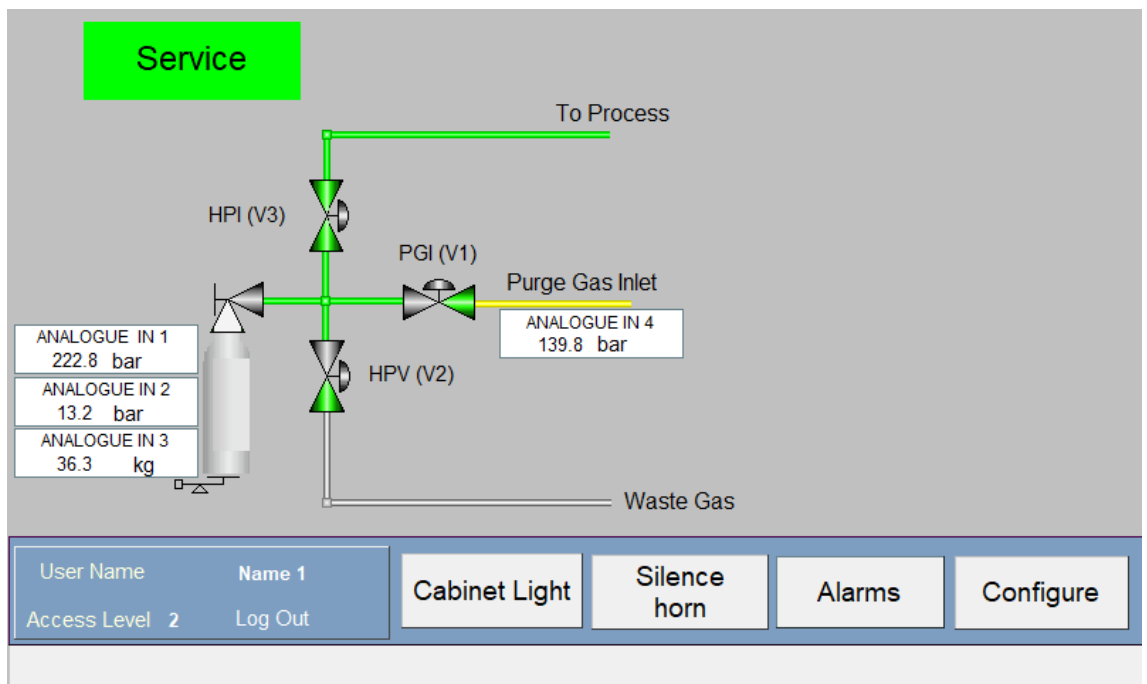 Service
To Process
HPI (V3)
PGI (V1)
Purge Gas Inlet
ANALOGUE IN 4
139.8 bar
ANALOGUE IN 1
222.8 bar
ANALOGUE IN 2
13.2 bar
ANALOGUE IN 3
36.3 kg
HPV (V2)
Waste Gas
User Name Name 1
Access Level 2 Log Out
Cabinet Light
Silence
horn
Alarms
Configure